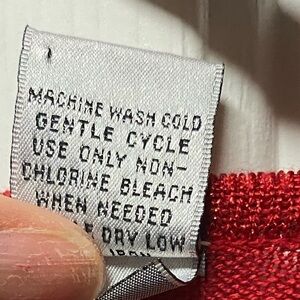 MACHINE WASH COLD
GENTLE CYCLE
USE ONLY NON-
CHLORINE BLEACH
WHEN NEEDED
DRY LOW